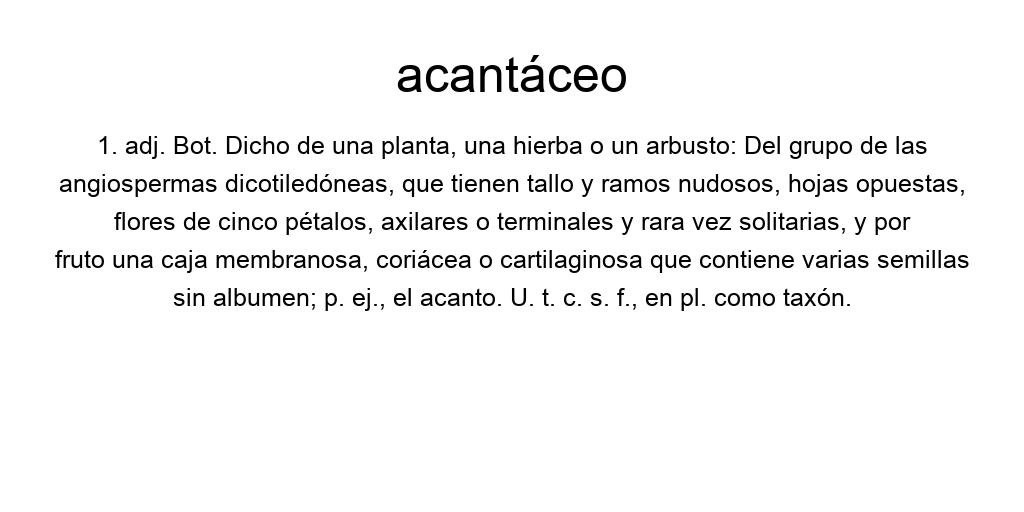 acantáceo
1. adj. Bot. Dicho de una planta, una hierba o un arbusto: Del grupo de las
angiospermas dicotiledóneas, que tienen tallo y ramos nudosos, hojas opuestas,
flores de cinco pétalos, axilares o terminales y rara vez solitarias, y por
fruto una caja membranosa, coriácea o cartilaginosa que contiene varias semillas
sin albumen; p. ej., el acanto. U. t. c. s. f., en pl. como taxón.